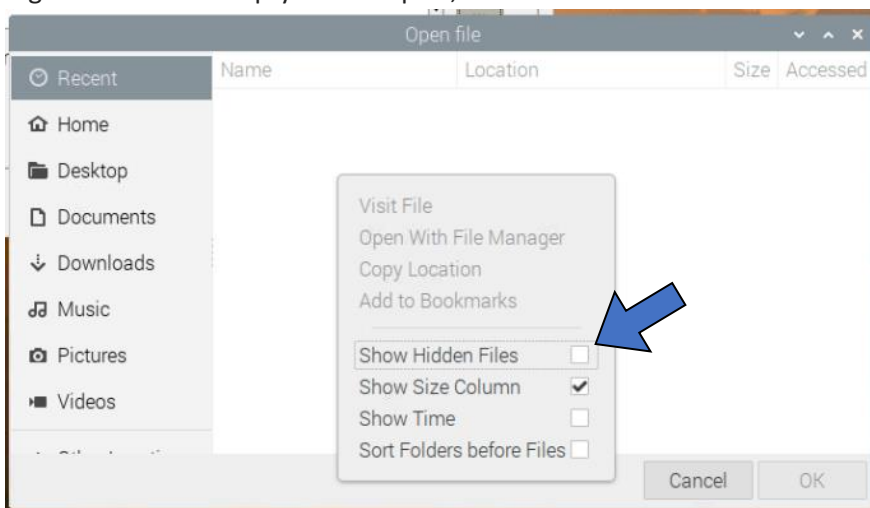 Open file
Recent
Name Location Size Accessed
Home
Desktop
Documents
Downloads
Music
Pictures
Videos
Visit File
Open With File Manager
Copy Location
Add to Bookmarks
Show Hidden Files
Show Size Column
Show Time
Sort Folders before Files
Cancel OK